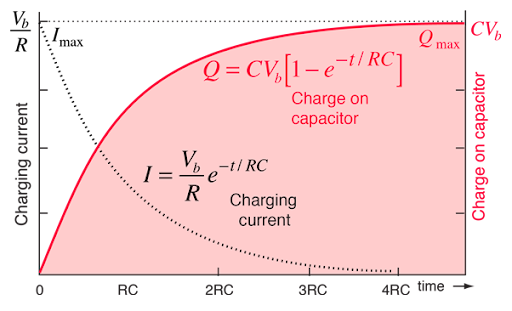 V_b/R
I_max
Q_max
CV_b
Q = CV_b[1 − e^{−t/RC}]
Charge on
capacitor
I = V_b/R e^{−t/RC}
Charging
current
Charging current
Charge on capacitor
0 RC 2RC 3RC 4RC time →